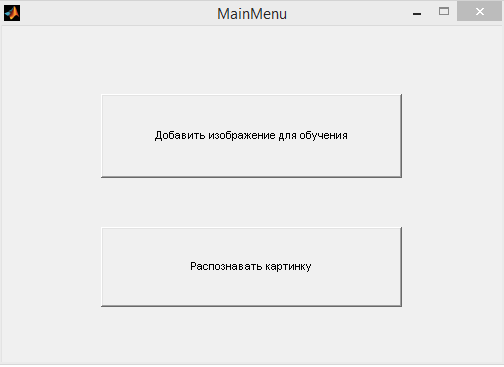 MainMenu
Добавить изображение для обучения
Распознавать картинку